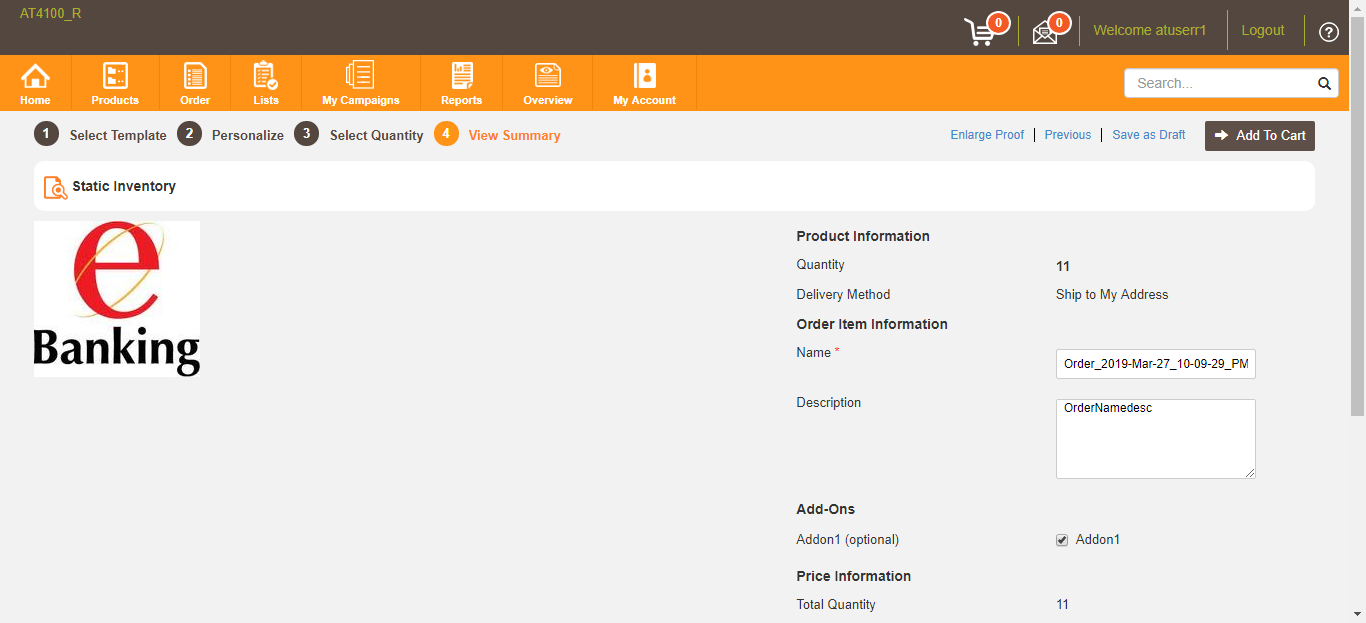 AT4100_R
0
0
Welcome atuserr1
Logout
?
Home
Products
Order
Lists
My Campaigns
Reports
Overview
My Account
Search...
1 Select Template 2 Personalize 3 Select Quantity 4 View Summary
Enlarge Proof Previous Save as Draft Add To Cart
Static Inventory
e
Banking
Product Information
Quantity 11
Delivery Method Ship to My Address
Order Item Information
Name * Order_2019-Mar-27_10-09-29_PM
Description OrderNamedesc
Add-Ons
Addon1 (optional) Addon1
Price Information
Total Quantity 11